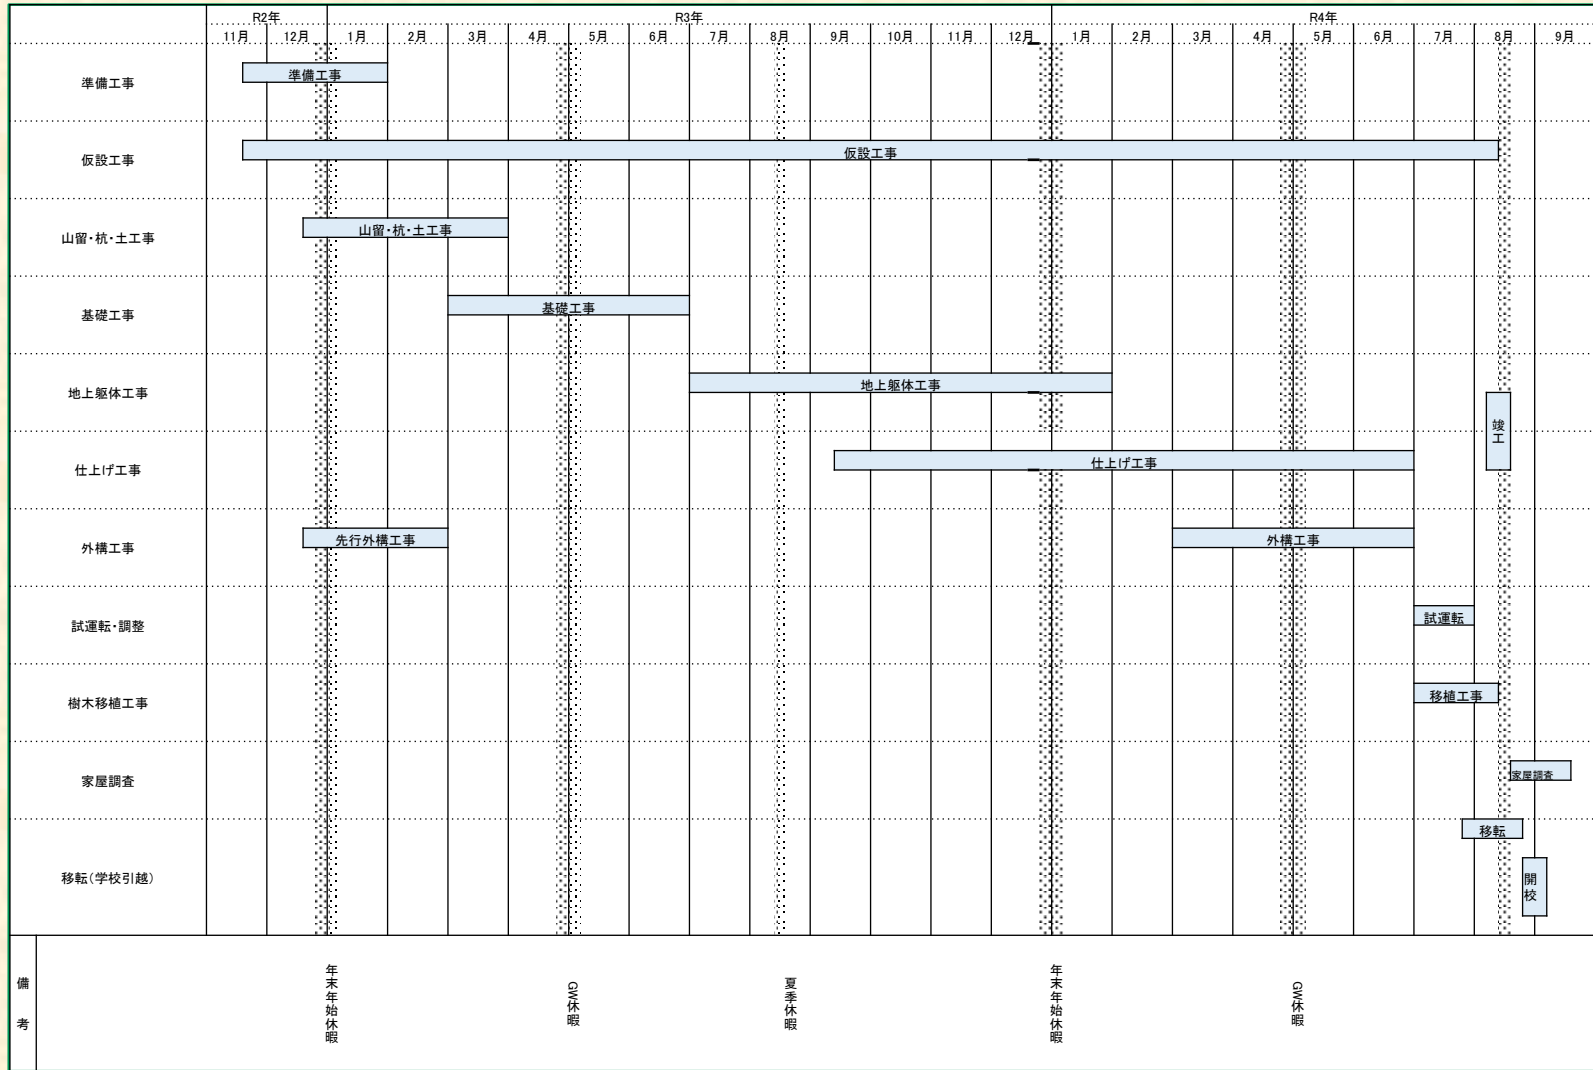 R2年 R3年 R4年
11月 12月 1月 2月 3月 4月 5月 6月 7月 8月 9月 10月 11月 12月 1月 2月 3月 4月 5月 6月 7月 8月 9月
準備工事 準備工事
仮設工事 仮設工事
山留・杭・土工事 山留・杭・土工事
基礎工事 基礎工事
地上躯体工事 地上躯体工事
竣工
仕上げ工事 仕上げ工事
外構工事 先行外構工事 外構工事
試運転・調整 試運転
樹木移植工事 移植工事
家屋調査 家屋調査
移転
移転(学校引越) 開校
備考
年末年始休暇
GW休暇
夏季休暇
年末年始休暇
GW休暇